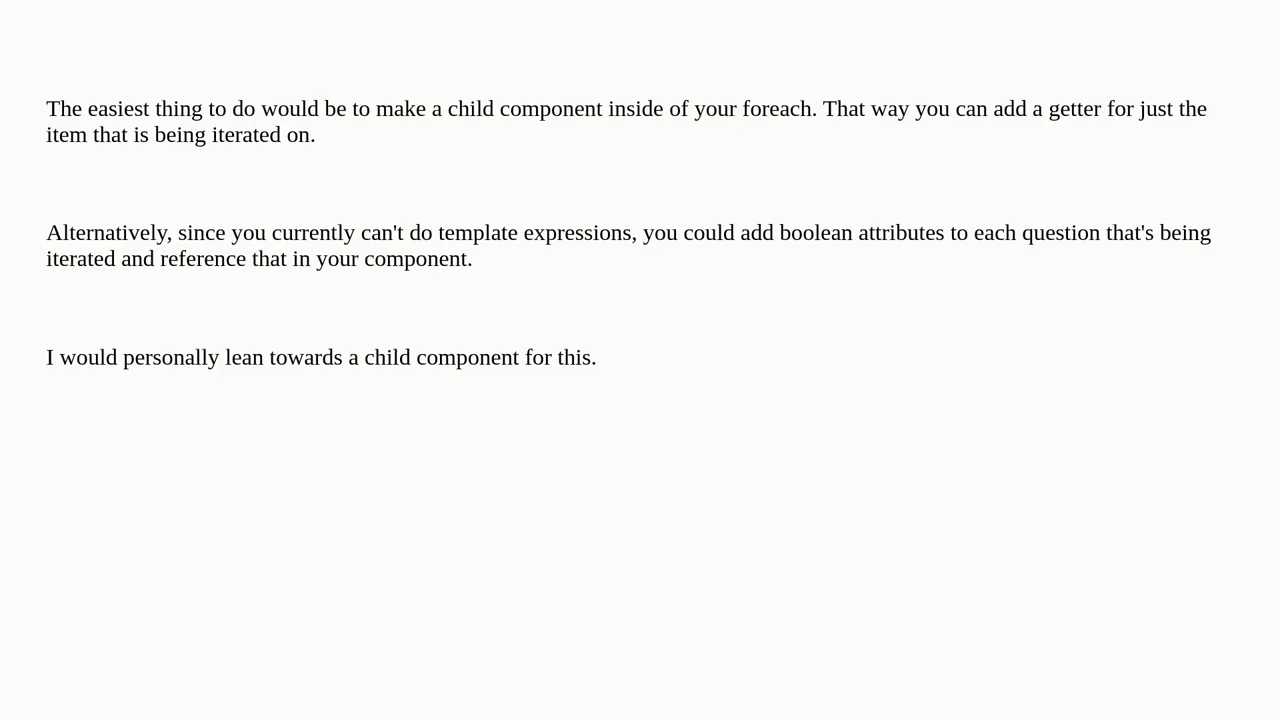 The easiest thing to do would be to make a child component inside of your foreach. That way you can add a getter for just the
item that is being iterated on.
Alternatively, since you currently can't do template expressions, you could add boolean attributes to each question that's being
iterated and reference that in your component.
I would personally lean towards a child component for this.